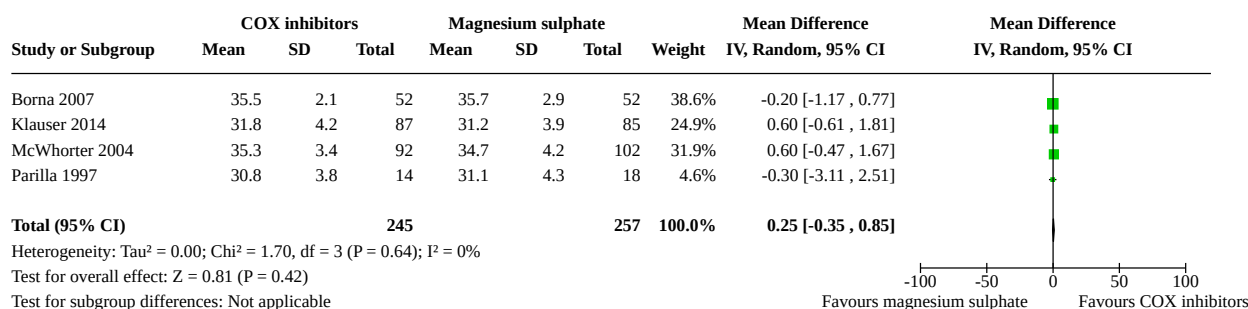 COX inhibitors Magnesium sulphate Mean Difference Mean Difference
Study or Subgroup Mean SD Total Mean SD Total Weight IV, Random, 95% CI IV, Random, 95% CI
Borna 2007 35.5 2.1 52 35.7 2.9 52 38.6% -0.20 [-1.17 , 0.77]
Klauser 2014 31.8 4.2 87 31.2 3.9 85 24.9% 0.60 [-0.61 , 1.81]
McWhorter 2004 35.3 3.4 92 34.7 4.2 102 31.9% 0.60 [-0.47 , 1.67]
Parilla 1997 30.8 3.8 14 31.1 4.3 18 4.6% -0.30 [-3.11 , 2.51]
Total (95% CI) 245 257 100.0% 0.25 [-0.35 , 0.85]
Heterogeneity: Tau² = 0.00; Chi² = 1.70, df = 3 (P = 0.64); I² = 0%
Test for overall effect: Z = 0.81 (P = 0.42)
-100 -50 0 50 100
Test for subgroup differences: Not applicable Favours magnesium sulphate Favours COX inhibitors